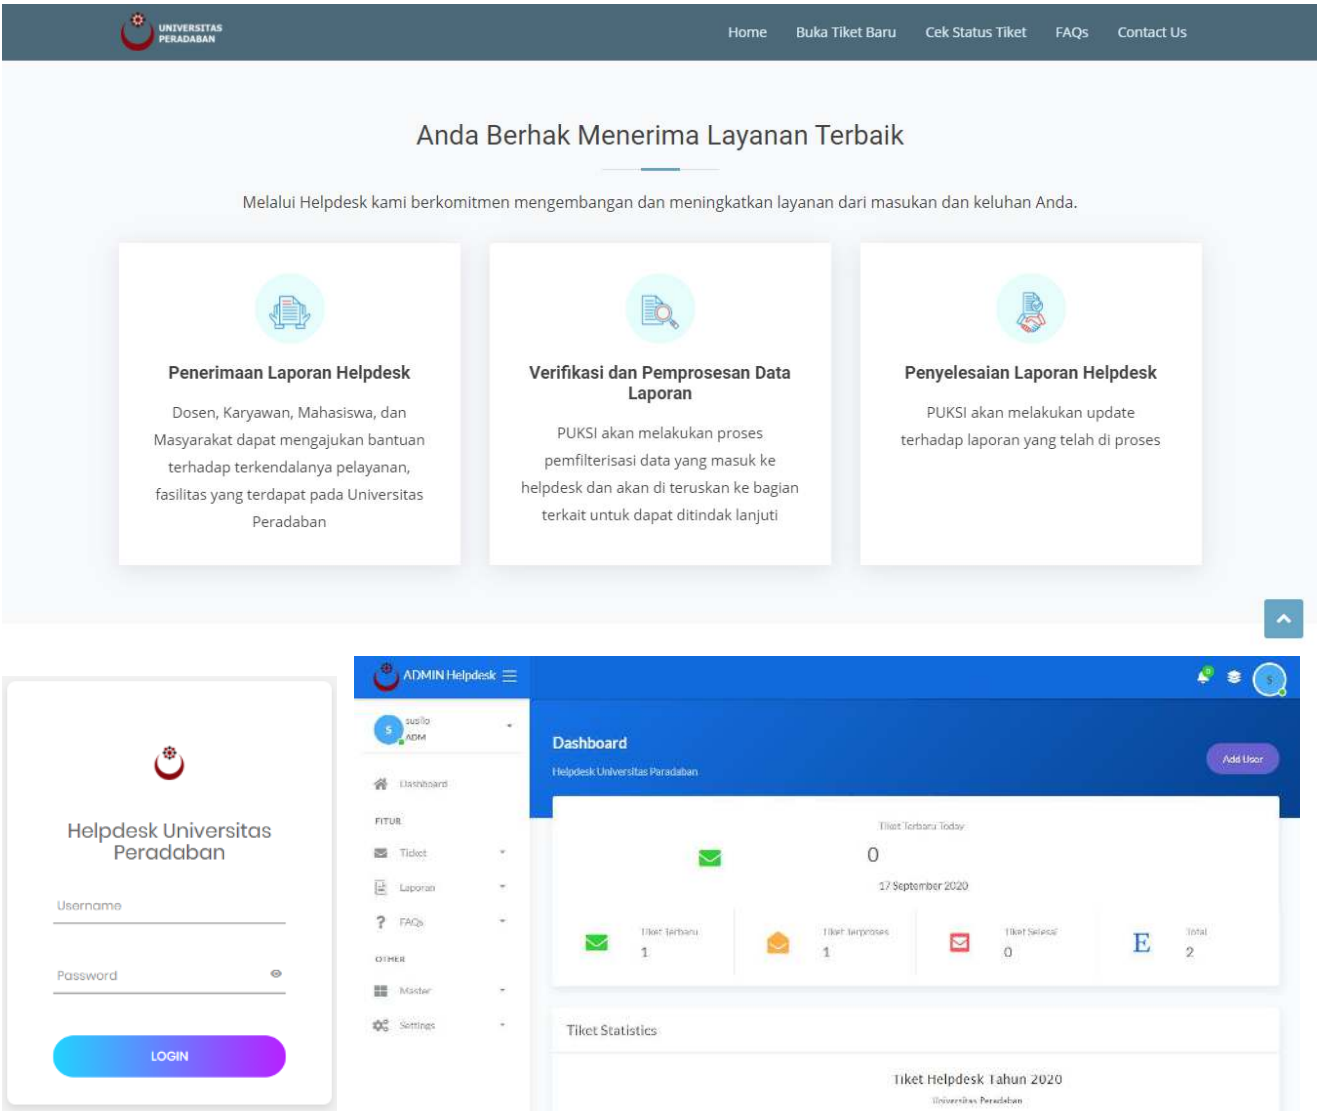 UNIVERSITAS
PERADABAN
Home Buka Tiket Baru Cek Status Tiket FAQs Contact Us
Anda Berhak Menerima Layanan Terbaik
Melalui Helpdesk kami berkomitmen mengembangan dan meningkatkan layanan dari masukan dan keluhan Anda.
Penerimaan Laporan Helpdesk
Dosen, Karyawan, Mahasiswa, dan
Masyarakat dapat mengajukan bantuan
terhadap terkendalanya pelayanan,
fasilitas yang terdapat pada Universitas
Peradaban
Verifikasi dan Pemprosesan Data
Laporan
PUKSI akan melakukan proses
pemfilterisasi data yang masuk ke
helpdesk dan akan di teruskan ke bagian
terkait untuk dapat ditindak lanjuti
Penyelesaian Laporan Helpdesk
PUKSI akan melakukan update
terhadap laporan yang telah di proses
Helpdesk Universitas
Peradaban
Username
Password
LOGIN
ADMIN Helpdesk
0
S
S
susilo
ADM
Dashboard
FITUR
Ticket
Laporan
FAQs
OTHER
Master
Settings
Dashboard
Helpdesk Universitas Paradaban
Add User
Tiket Terbaru Today
0
17 September 2020
Tiket Terbaru
1
Tiket Terproses
1
Tiket Selesai
0
E
Total
2
Tiket Statistics
Tiket Helpdesk Tahun 2020
Universitas Peradaban